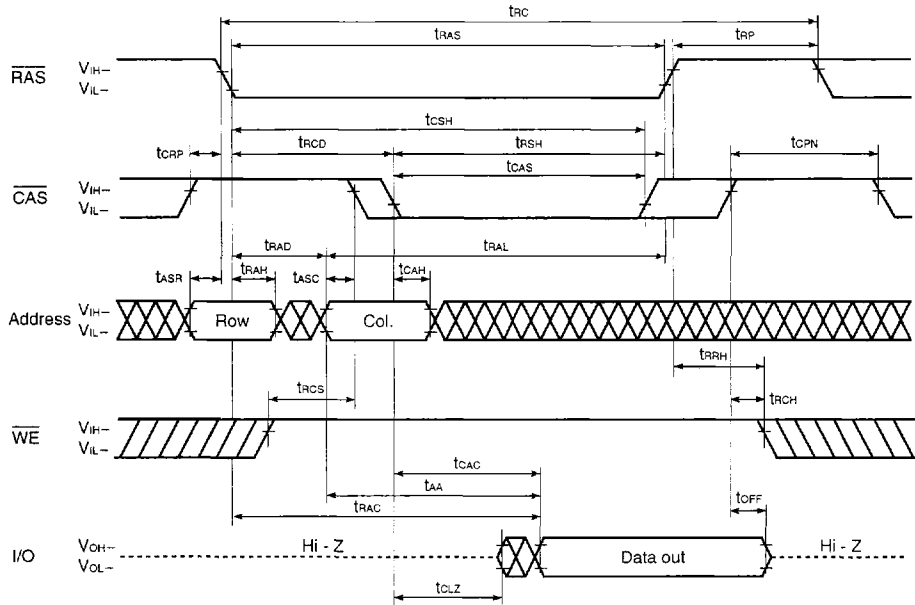 tRC
tRAS
tRP
RAS
VIH–
VIL–
tCSH
tCRP
tRCD
tRSH
tCPN
tCAS
CAS
VIH–
VIL–
tRAD
tRAL
tASR
tRAH
tASC
tCAH
Address
VIH–
VIL–
Row
Col.
tRRH
tRCS
tRCH
WE
VIH–
VIL–
tCAC
tAA
tRAC
tOFF
I/O
VOH–
VOL–
Hi - Z
Data out
Hi - Z
tCLZ